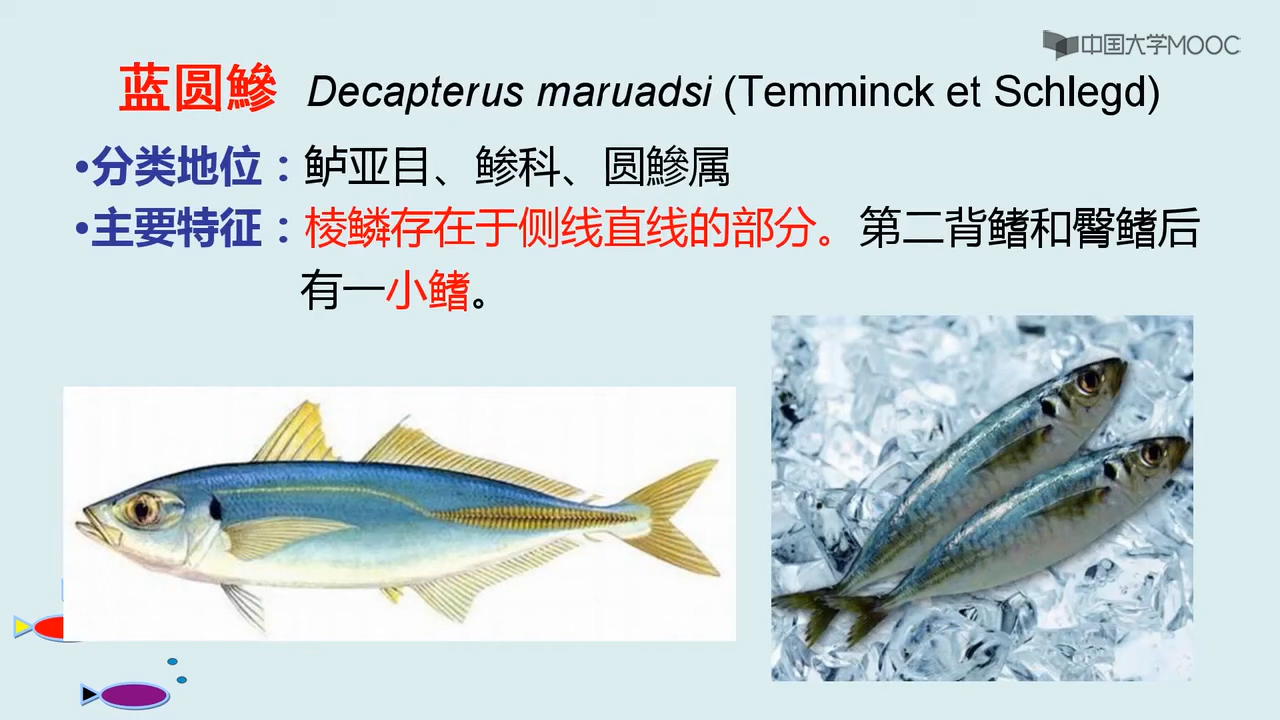 中国大学MOOC
蓝圆鰺 Decapterus maruadsi (Temminck et Schlegd)
•分类地位：鲈亚目、鲹科、圆鰺属
•主要特征：棱鳞存在于侧线直线的部分。第二背鳍和臀鳍后
有一小鳍。